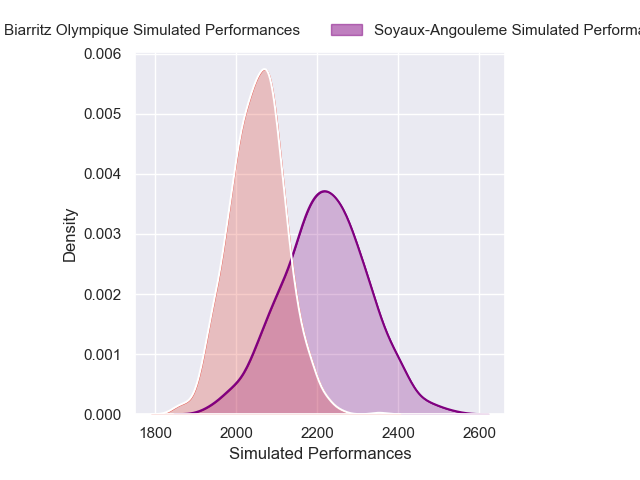 Biarritz Olympique Simulated Performances
Soyaux-Angouleme Simulated
0.006
0.005
0.004
0.003
0.002
0.001
0.000
Density
1800 2000 2200 2400 2600
Simulated Performances